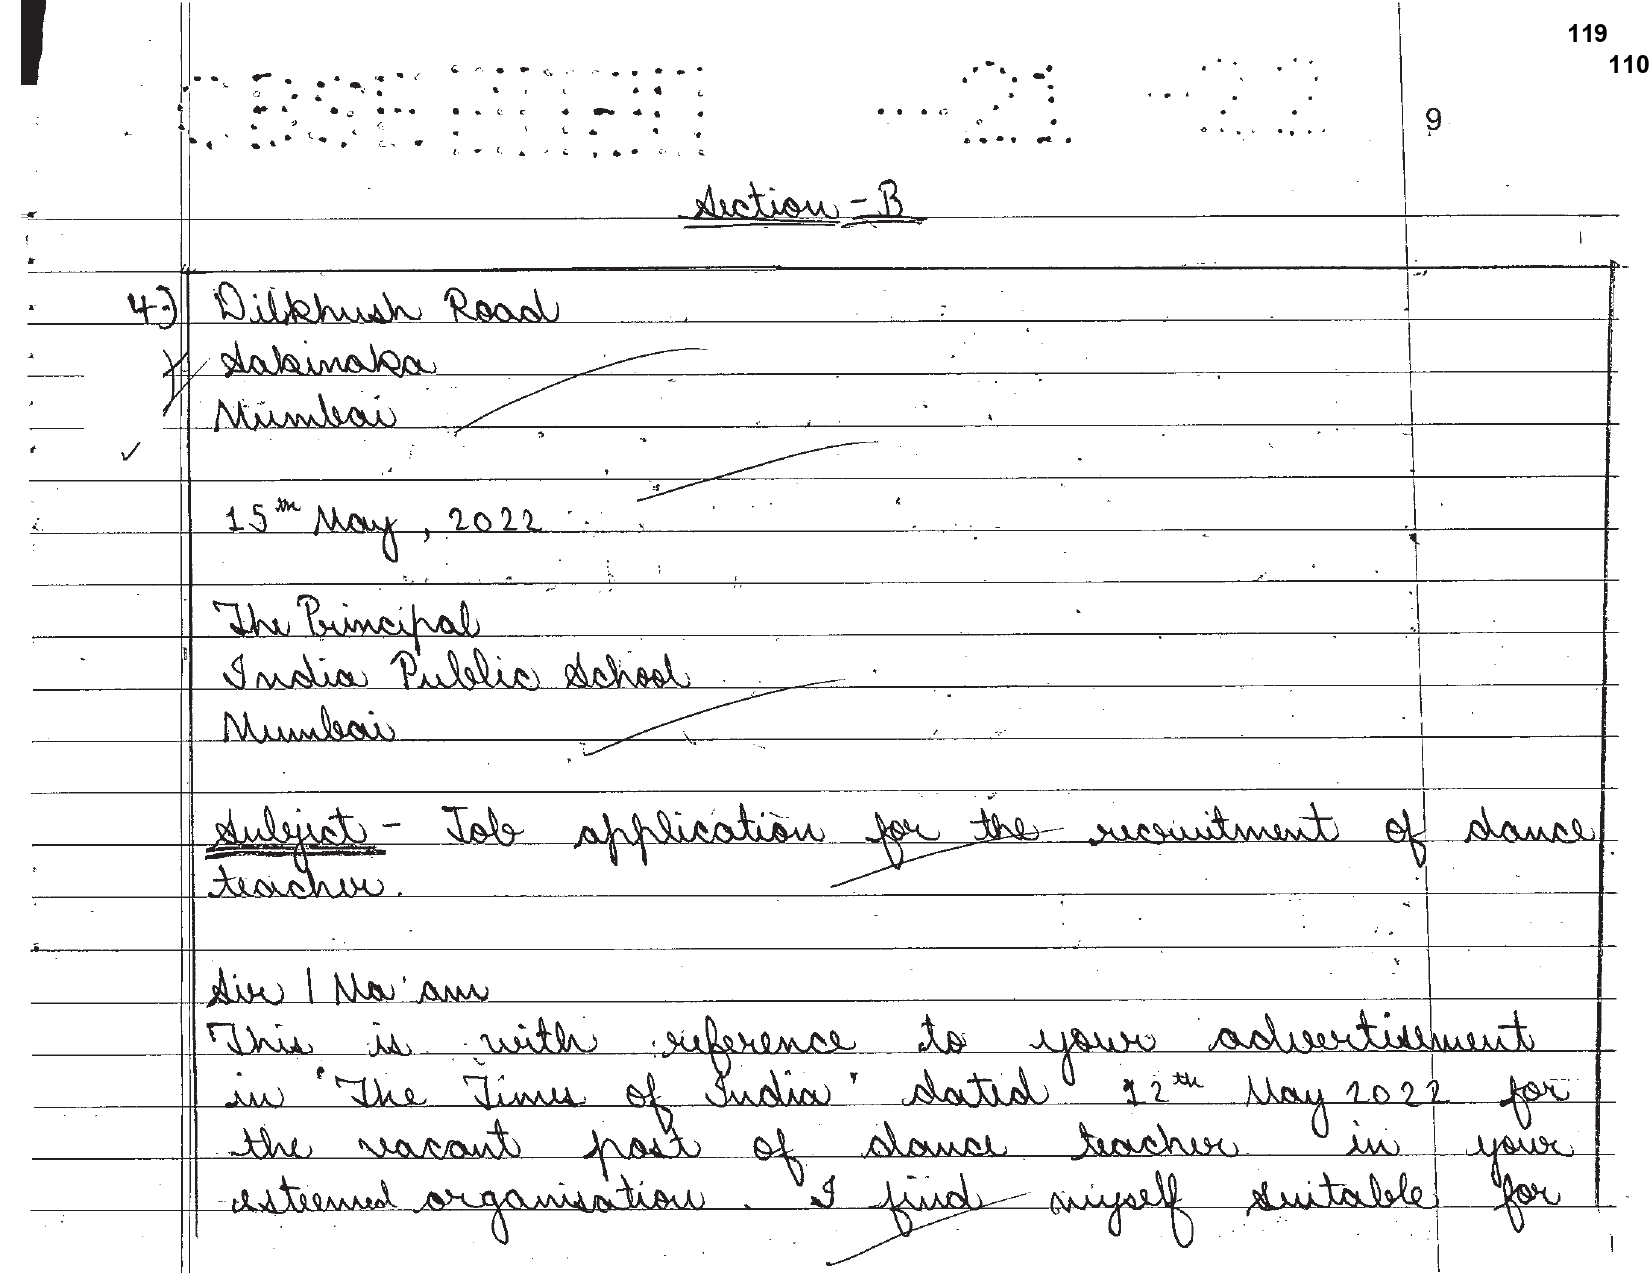 119
110
CBSE
-21 -22
9
Section - B
4.) Dilkhush Road
Sakinaka
Mumbai
15th May, 2022
The Principal
India Public School
Mumbai
Subject - Job application for the recruitment of dance
teacher.
Sir / Ma'am
This is with reference to your advertisement
in 'The Times of India' dated 12th May 2022 for
the vacant post of dance teacher in your
esteemed organisation. I find myself suitable for